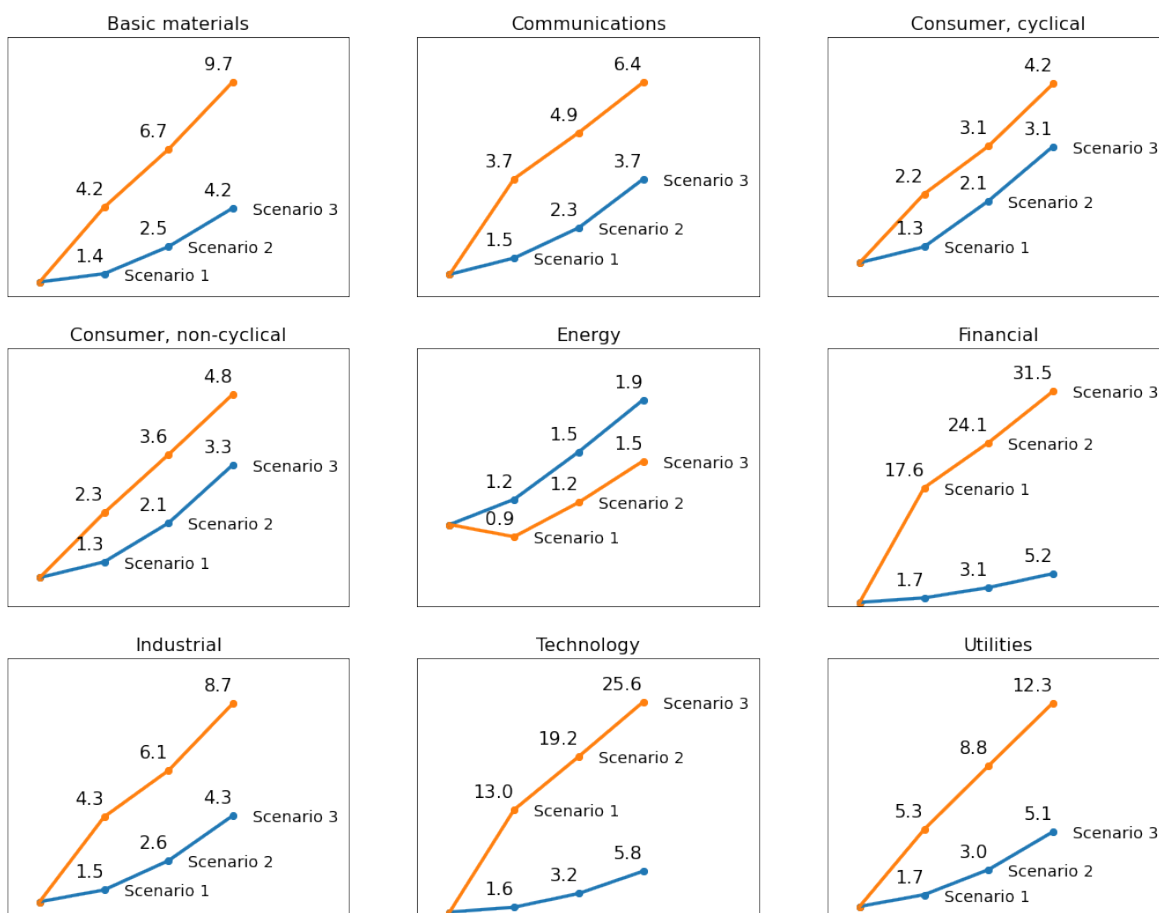 Basic materials
9.7
6.7
4.2
4.2
Scenario 3
2.5
Scenario 2
1.4
Scenario 1
Communications
6.4
4.9
3.7
3.7
Scenario 3
2.3
Scenario 2
1.5
Scenario 1
Consumer, cyclical
4.2
3.1
3.1
Scenario 3
2.2
2.1
Scenario 2
1.3
Scenario 1
Consumer, non-cyclical
4.8
3.6
3.3
Scenario 3
2.3
2.1
Scenario 2
1.3
Scenario 1
Energy
1.9
1.5
1.5
Scenario 3
1.2
1.2
Scenario 2
0.9
Scenario 1
Financial
31.5
Scenario 3
24.1
Scenario 2
17.6
Scenario 1
5.2
3.1
1.7
Industrial
8.7
6.1
4.3
4.3
Scenario 3
2.6
Scenario 2
1.5
Scenario 1
Technology
25.6
Scenario 3
19.2
Scenario 2
13.0
Scenario 1
5.8
3.2
1.6
Utilities
12.3
8.8
5.3
5.1
Scenario 3
3.0
Scenario 2
1.7
Scenario 1